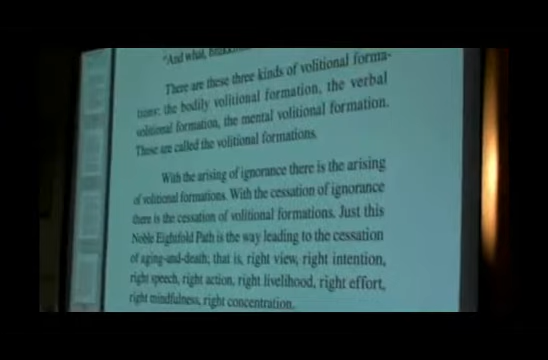 "And what,
There are these three kinds of volitional forma-
tions: the bodily volitional formation, the verbal
volitional formation, the mental volitional formation.
These are called the volitional formations.
With the arising of ignorance there is the arising
of volitional formations. With the cessation of ignorance
there is the cessation of volitional formations. Just this
Noble Eightfold Path is the way leading to the cessation
of aging-and-death; that is, right view, right intention,
right speech, right action, right livelihood, right effort,
right mindfulness, right concentration.